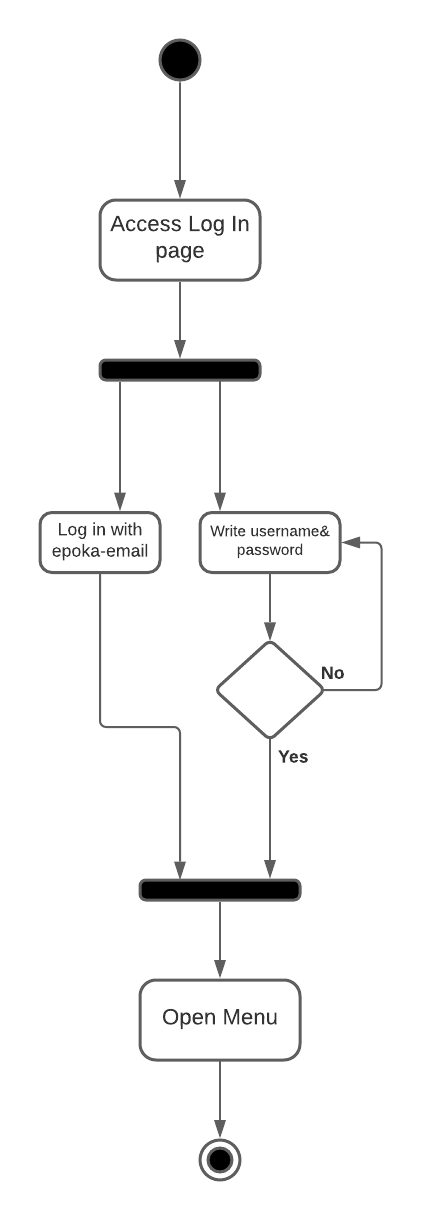 Access Log In
page
Log in with
epoka-email
Write username&
password
No
Yes
Open Menu